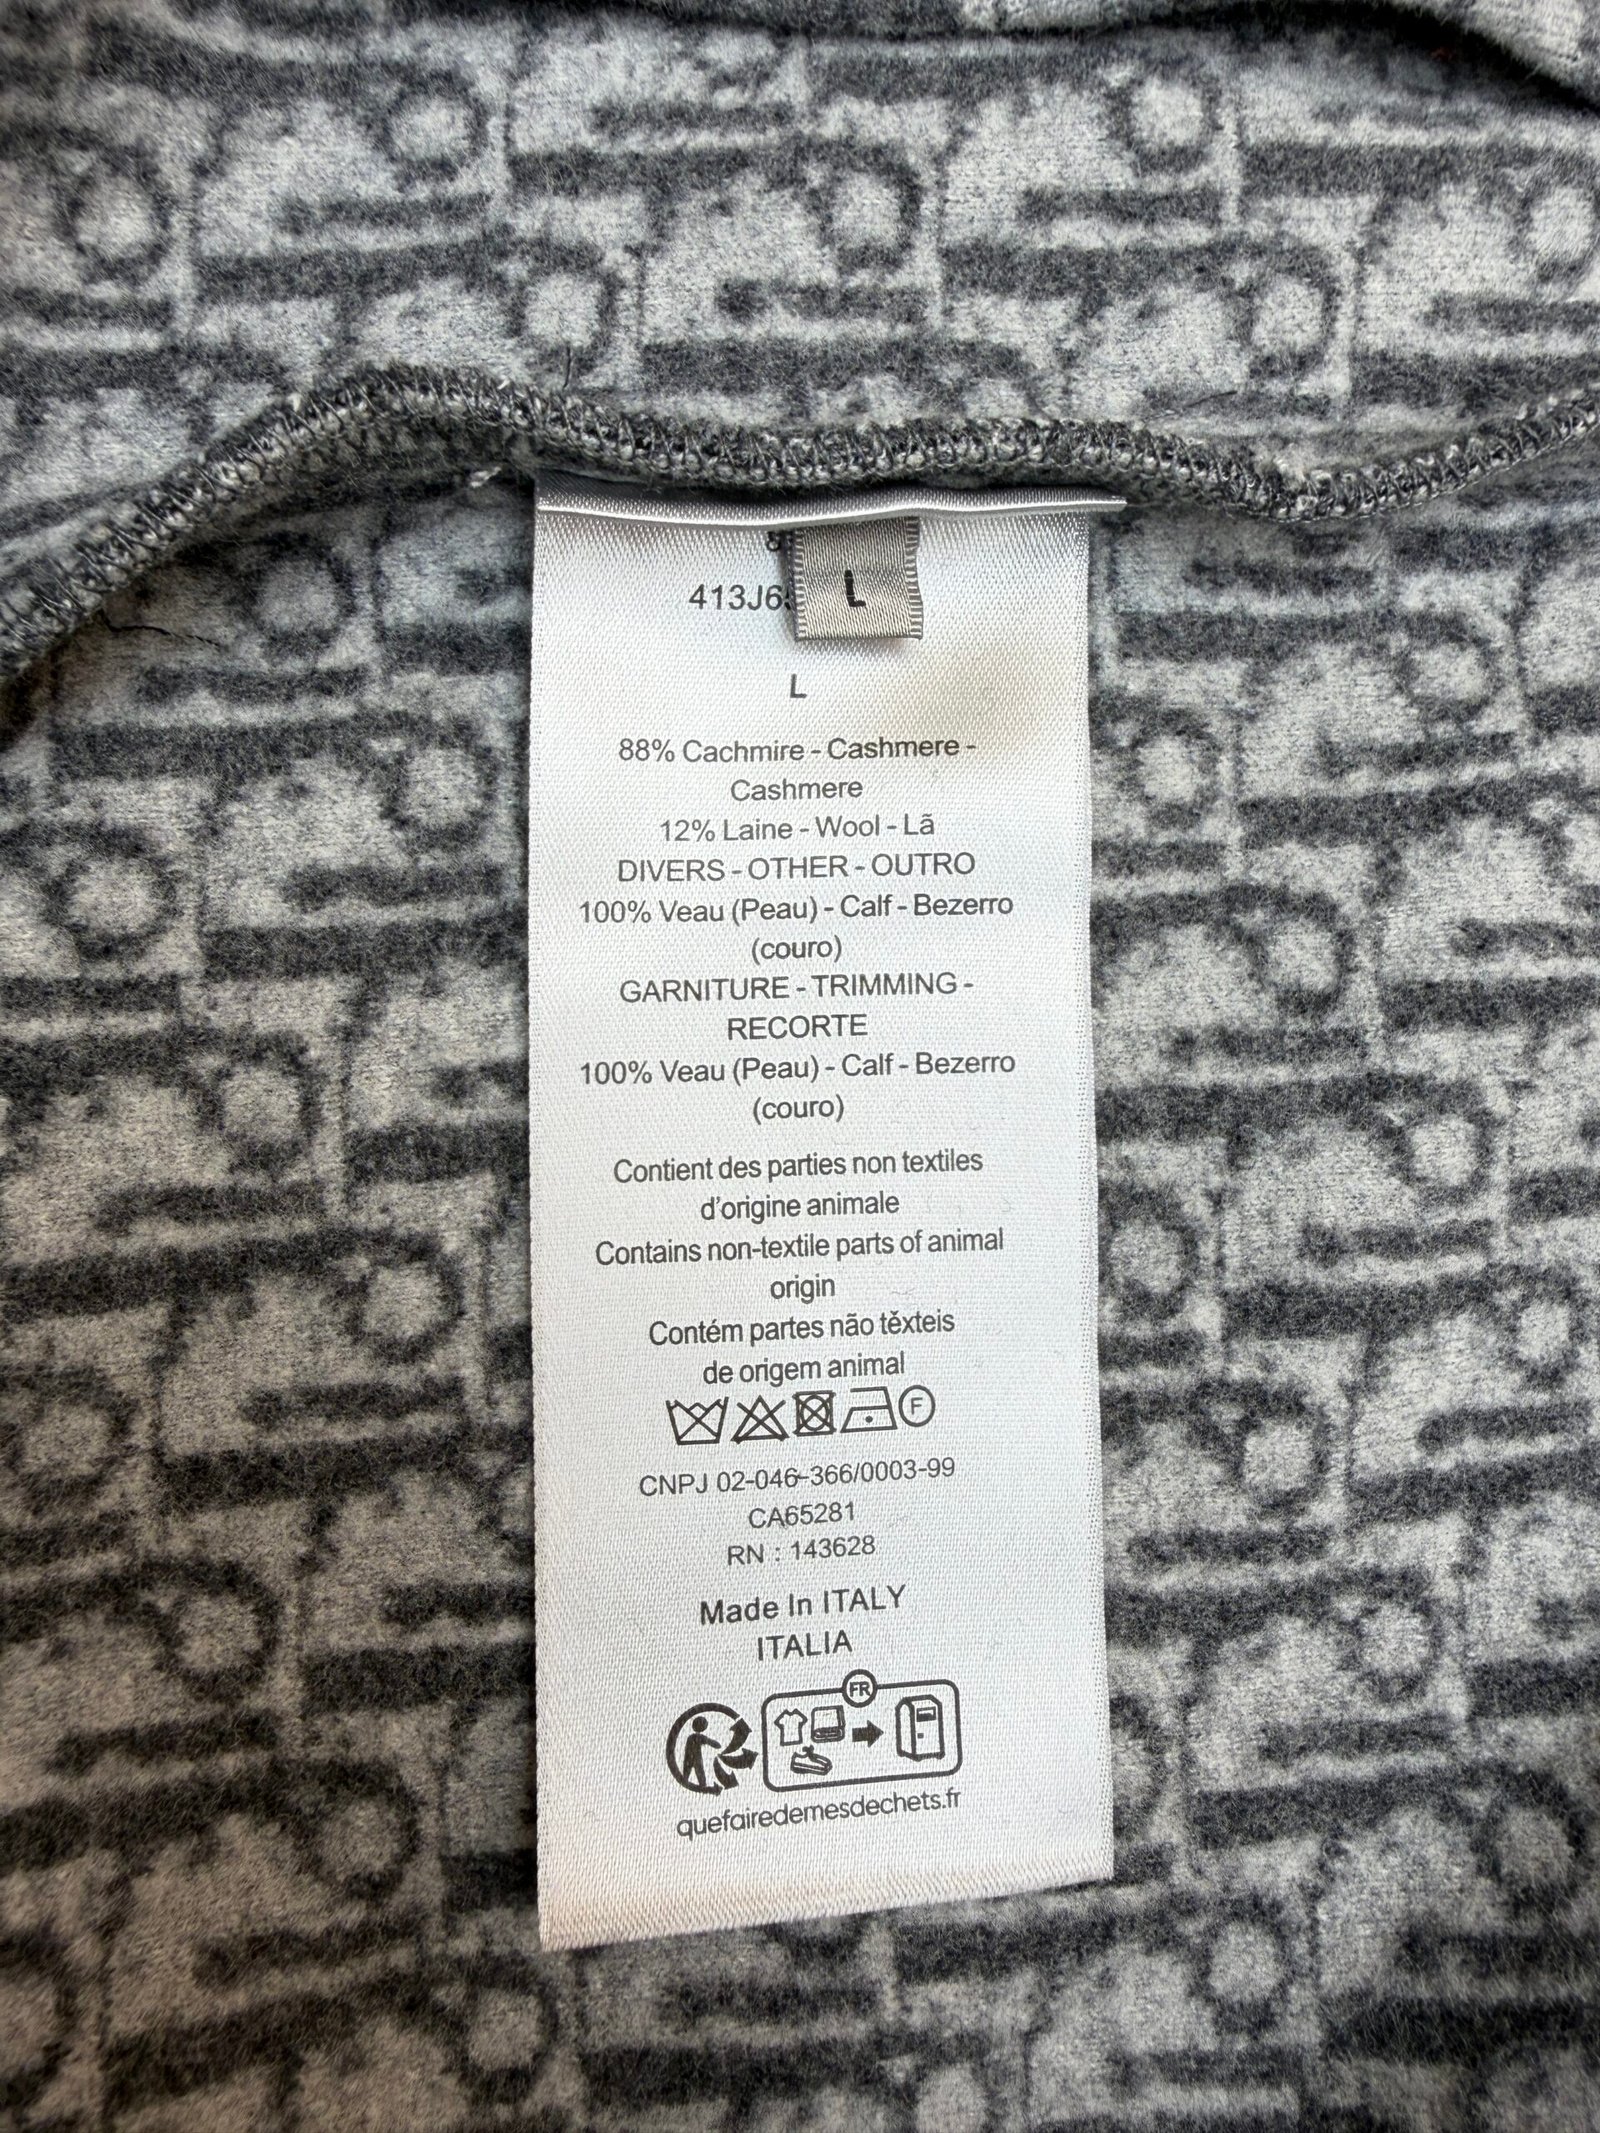 413J6
L
L
88% Cachmire - Cashmere -
Cashmere
12% Laine - Wool - Lã
DIVERS - OTHER - OUTRO
100% Veau (Peau) - Calf - Bezerro
(couro)
GARNITURE - TRIMMING -
RECORTE
100% Veau (Peau) - Calf - Bezerro
(couro)
Contient des parties non textiles
d'origine animale
Contains non-textile parts of animal
origin
Contém partes não těxteis
de origem animal
F
CNPJ 02-046-366/0003-99
CA65281
RN : 143628
Made In ITALY
ITALIA
FR
quefairedemesdechets.fr